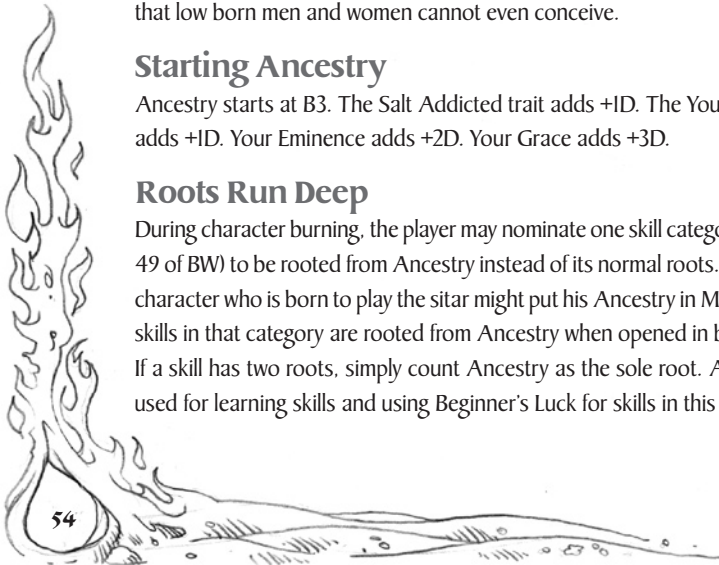 that low born men and women cannot even conceive.
Starting Ancestry
Ancestry starts at B3. The Salt Addicted trait adds +1D. The
adds +1D. Your Eminence adds +2D. Your Grace adds +3D.
Roots Run Deep
During character burning, the player may nominate one skill
49 of BW) to be rooted from Ancestry instead of its normal roots.
character who is born to play the sitar might put his Ancestry in
skills in that category are rooted from Ancestry when opened in
If a skill has two roots, simply count Ancestry as the sole root.
used for learning skills and using Beginner's Luck for skills in this
54